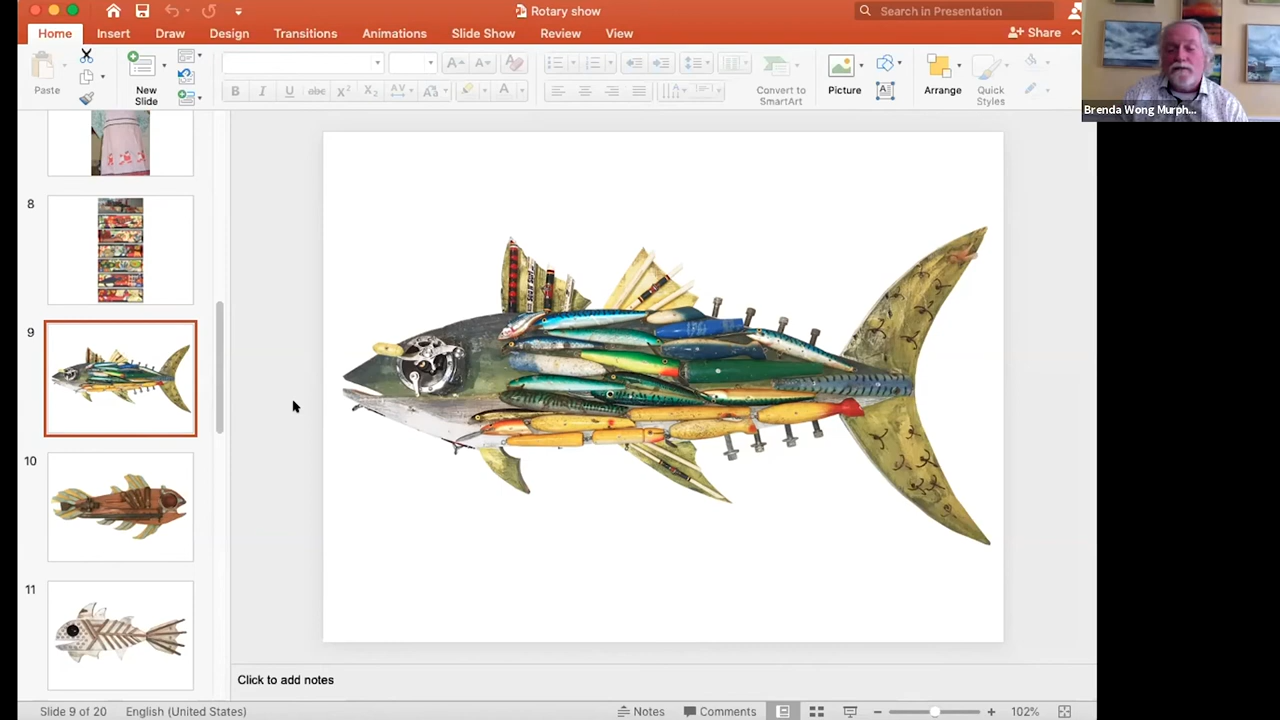 Rotary show
Search in Presentation
Home
Insert
Draw
Design
Transitions
Animations
Slide Show
Review
View
Share
Paste
New
Slide
Convert to
SmartArt
Picture
Arrange
Quick
Styles
Brenda Wong Murph...
8
9
10
11
Click to add notes
Slide 9 of 20
English (United States)
Notes
Comments
102%